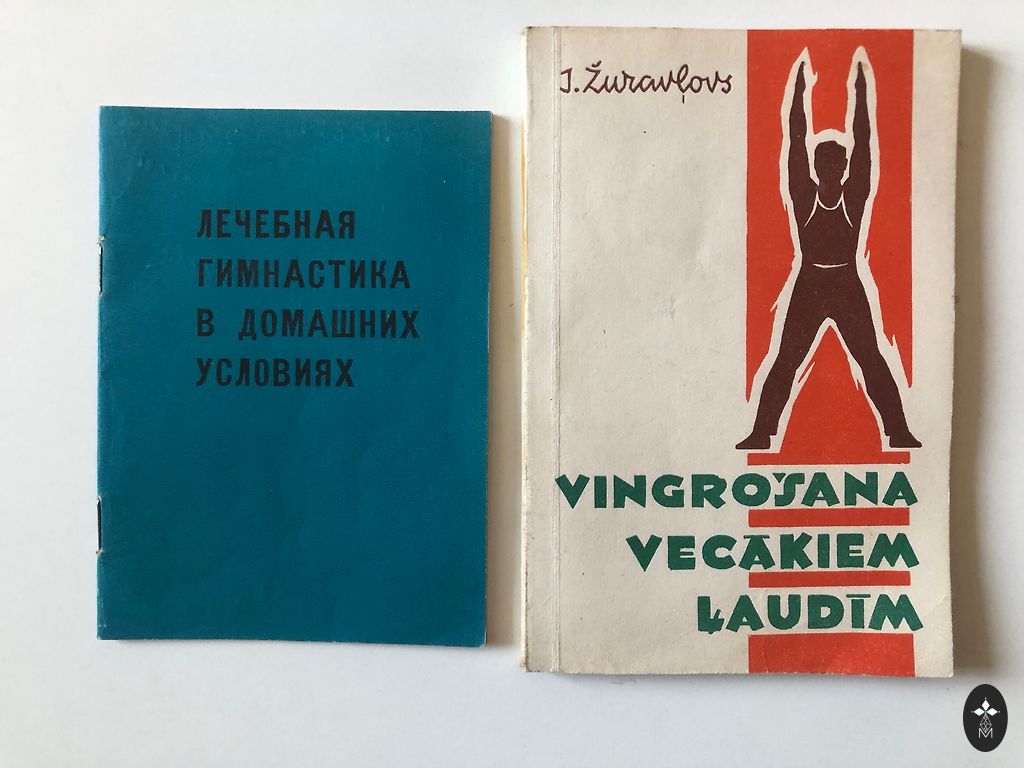 ЛЕЧЕБНАЯ
ГИМНАСТИКА
В ДОМАШНИХ
УСЛОВИЯХ
J. Žuravļovs
VINGROŠANA
VECĀKIEM
ĻAUDĪM
M